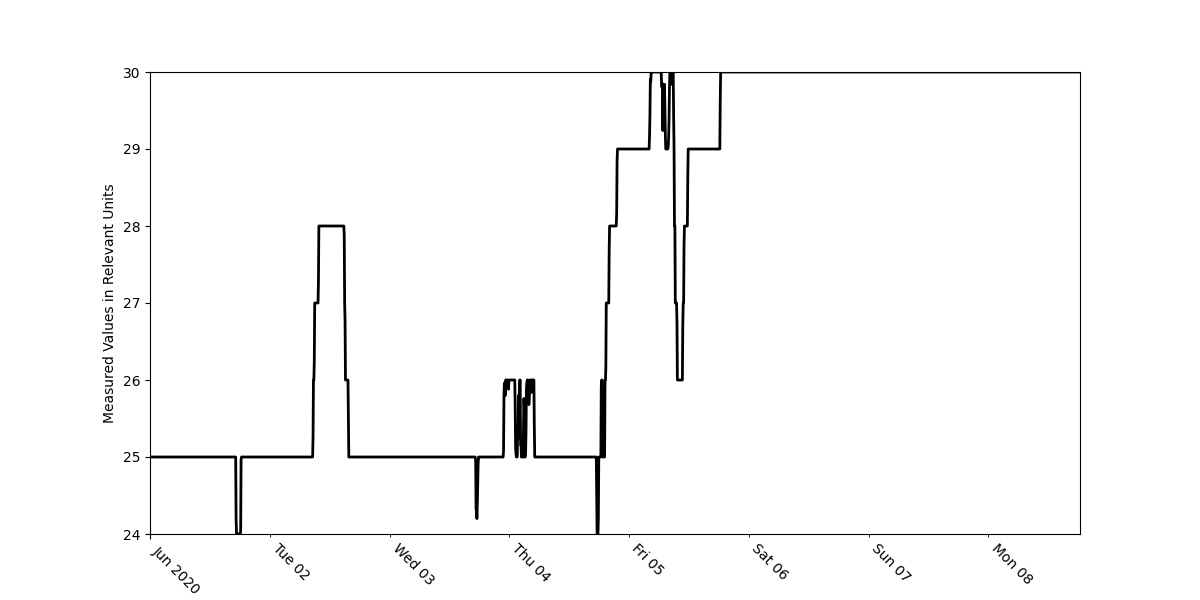 30
29
28
27
26
25
24
Measured Values in Relevant Units
Jun 2020
Tue 02
Wed 03
Thu 04
Fri 05
Sat 06
Sun 07
Mon 08